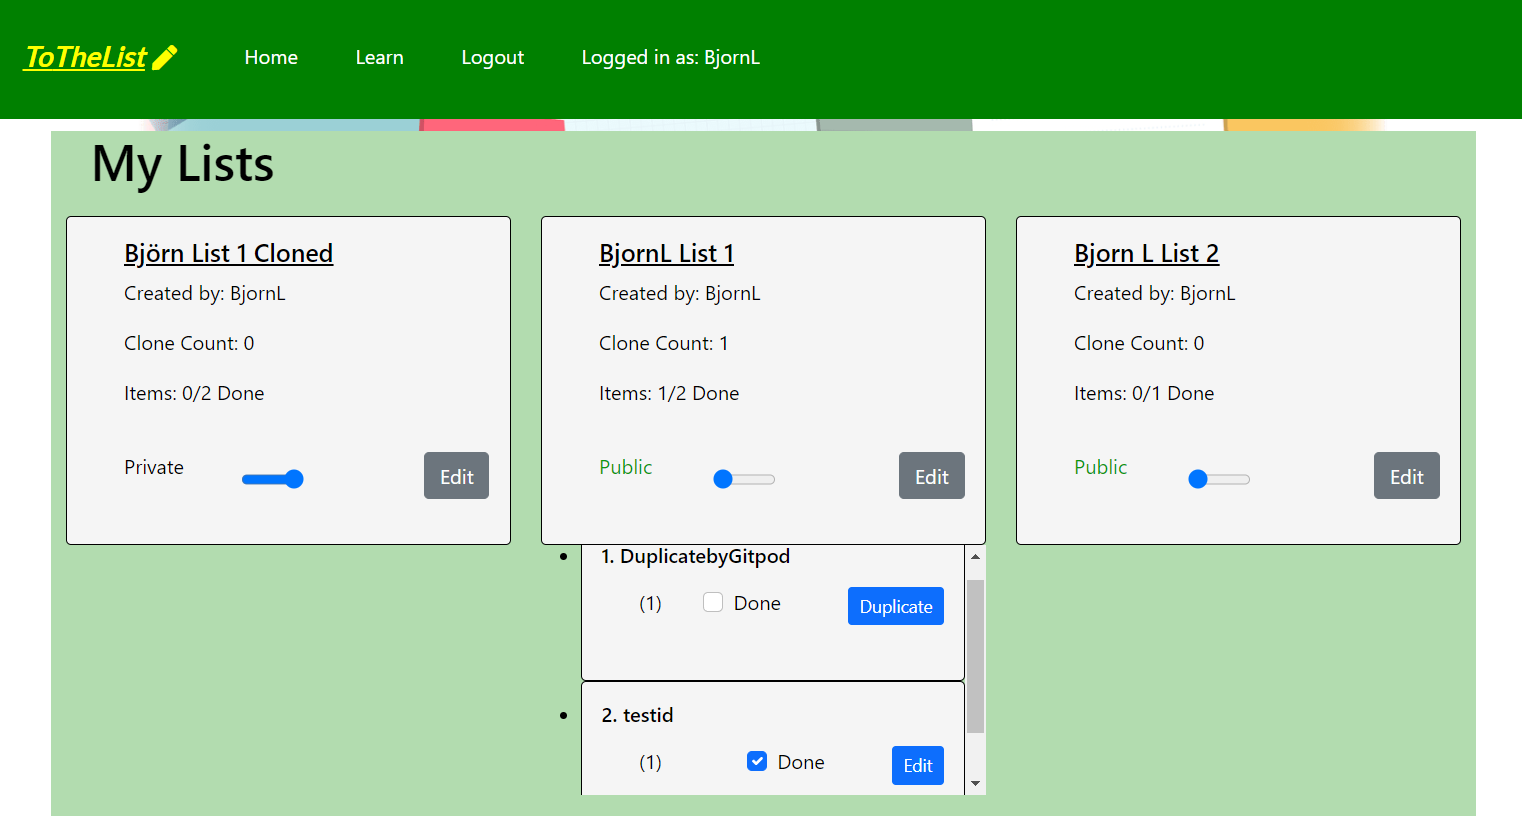 ToTheList Home Learn Logout Logged in as: BjornL
My Lists
Björn List 1 Cloned
Created by: BjornL
Clone Count: 0
Items: 0/2 Done
Private Edit
BjornL List 1
Created by: BjornL
Clone Count: 1
Items: 1/2 Done
Public Edit
1. DuplicatebyGitpod
(1) Done Duplicate
2. testid
(1) Done Edit
Bjorn L List 2
Created by: BjornL
Clone Count: 0
Items: 0/1 Done
Public Edit